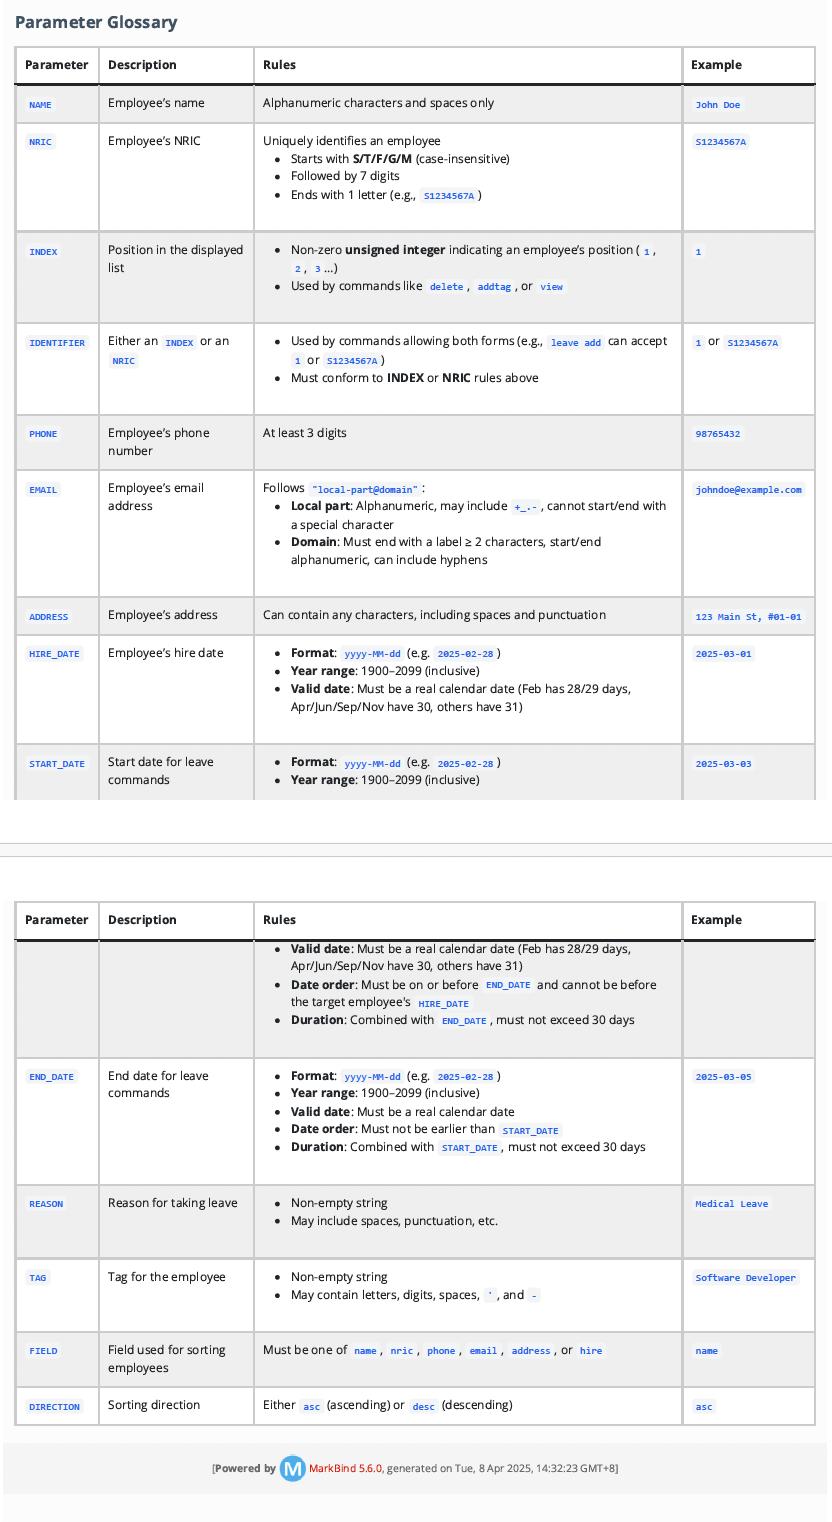 Parameter Glossary
Parameter Description Rules Example
NAME Employee's name Alphanumeric characters and spaces only John Doe
NRIC Employee's NRIC Uniquely identifies an employee S1234567A
• Starts with S/T/F/G/M (case-insensitive)
• Followed by 7 digits
• Ends with 1 letter (e.g., S1234567A )
INDEX Position in the displayed • Non-zero unsigned integer indicating an employee's position ( 1 , 1
list 2 , 3 …)
• Used by commands like delete , addtag , or view
IDENTIFIER Either an INDEX or an • Used by commands allowing both forms (e.g., leave add can accept 1 or S1234567A
NRIC 1 or S1234567A )
• Must conform to INDEX or NRIC rules above
PHONE Employee's phone At least 3 digits 98765432
number
EMAIL Employee's email Follows "local-part@domain" : johndoe@example.com
address • Local part: Alphanumeric, may include +_.- , cannot start/end with
a special character
• Domain: Must end with a label ≥ 2 characters, start/end
alphanumeric, can include hyphens
ADDRESS Employee's address Can contain any characters, including spaces and punctuation 123 Main St, #01-01
HIRE_DATE Employee's hire date • Format: yyyy-MM-dd (e.g. 2025-02-28 ) 2025-03-01
• Year range: 1900–2099 (inclusive)
• Valid date: Must be a real calendar date (Feb has 28/29 days,
Apr/Jun/Sep/Nov have 30, others have 31)
START_DATE Start date for leave • Format: yyyy-MM-dd (e.g. 2025-02-28 ) 2025-03-03
commands • Year range: 1900–2099 (inclusive)
Parameter Description Rules Example
• Valid date: Must be a real calendar date (Feb has 28/29 days,
Apr/Jun/Sep/Nov have 30, others have 31)
• Date order: Must be on or before END_DATE and cannot be before
the target employee's HIRE_DATE
• Duration: Combined with END_DATE , must not exceed 30 days
END_DATE End date for leave • Format: yyyy-MM-dd (e.g. 2025-02-28 ) 2025-03-05
commands • Year range: 1900–2099 (inclusive)
• Valid date: Must be a real calendar date
• Date order: Must not be earlier than START_DATE
• Duration: Combined with START_DATE , must not exceed 30 days
REASON Reason for taking leave • Non-empty string Medical Leave
• May include spaces, punctuation, etc.
TAG Tag for the employee • Non-empty string Software Developer
• May contain letters, digits, spaces, ' , and -
FIELD Field used for sorting Must be one of name , nric , phone , email , address , or hire name
employees
DIRECTION Sorting direction Either asc (ascending) or desc (descending) asc
[Powered by M MarkBind 5.6.0, generated on Tue, 8 Apr 2025, 14:32:23 GMT+8]